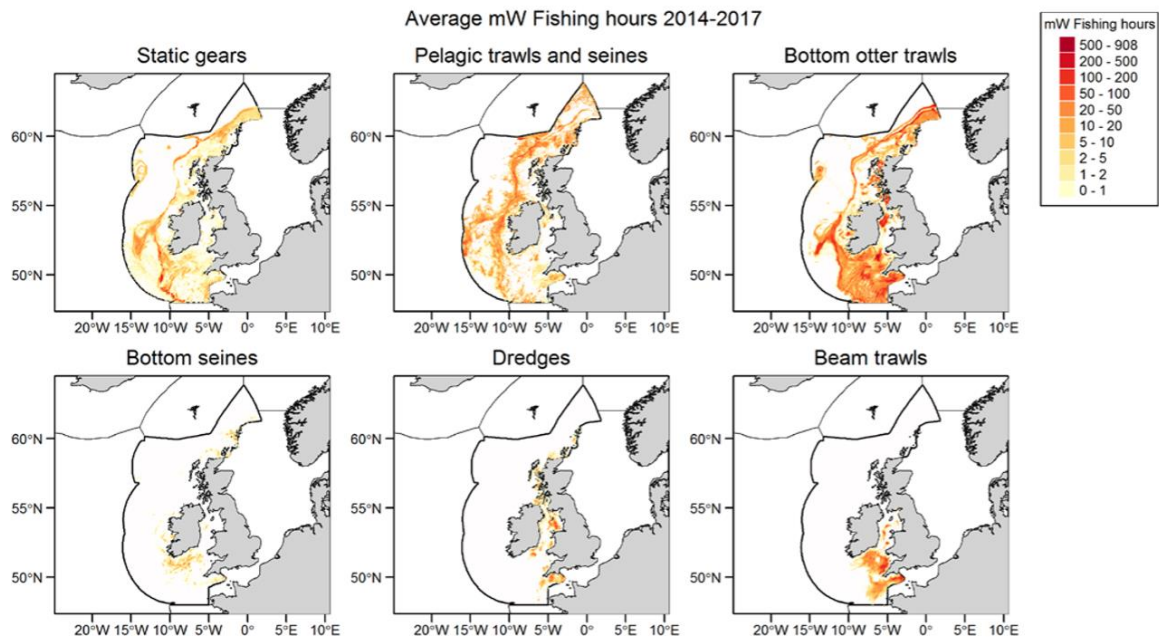 Average mW Fishing hours 2014-2017
mW Fishing hours
500 - 908
200 - 500
100 - 200
50 - 100
20 - 50
10 - 20
5 - 10
2 - 5
1 - 2
0 - 1
Static gears
60°N
55°N
50°N
20°W 15°W 10°W 5°W 0° 5°E 10°E
Pelagic trawls and seines
60°N
55°N
50°N
20°W 15°W 10°W 5°W 0° 5°E 10°E
Bottom otter trawls
60°N
55°N
50°N
20°W 15°W 10°W 5°W 0° 5°E 10°E
Bottom seines
60°N
55°N
50°N
20°W 15°W 10°W 5°W 0° 5°E 10°E
Dredges
60°N
55°N
50°N
20°W 15°W 10°W 5°W 0° 5°E 10°E
Beam trawls
60°N
55°N
50°N
20°W 15°W 10°W 5°W 0° 5°E 10°E